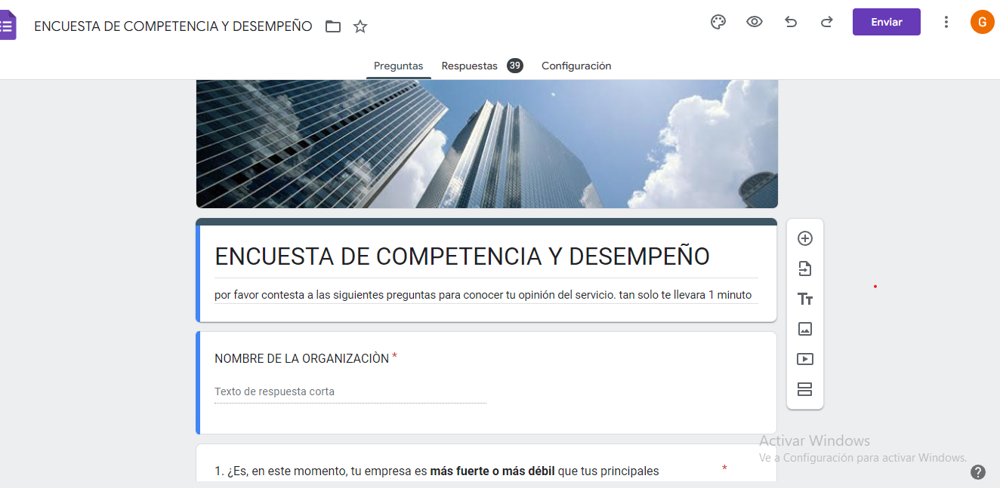 ENCUESTA DE COMPETENCIA Y DESEMPEÑO
Enviar
G
Preguntas Respuestas 39 Configuración
ENCUESTA DE COMPETENCIA Y DESEMPEÑO
por favor contesta a las siguientes preguntas para conocer tu opinión del servicio. tan solo te llevara 1 minuto
NOMBRE DE LA ORGANIZACIÒN *
Texto de respuesta corta
Activar Windows
Ve a Configuración para activar Windows.
1. ¿Es, en este momento, tu empresa es más fuerte o más débil que tus principales *